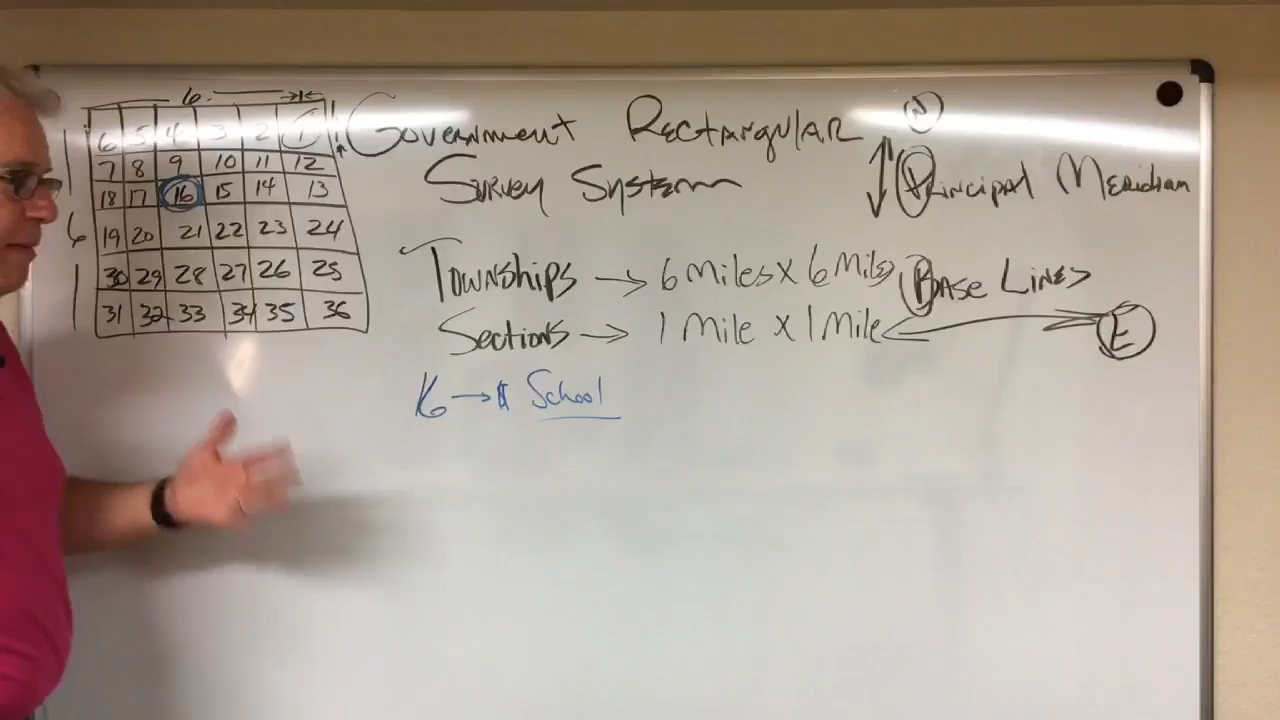 6
6 5 4 3 2 1
7 8 9 10 11 12
18 17 16 15 14 13
6
19 20 21 22 23 24
30 29 28 27 26 25
31 32 33 34 35 36
Government Rectangular
Survey System
Townships → 6 Miles x 6 Miles
Sections → 1 Mile x 1 Mile
16 → School
N
Principal Meridian
Base Lines
E